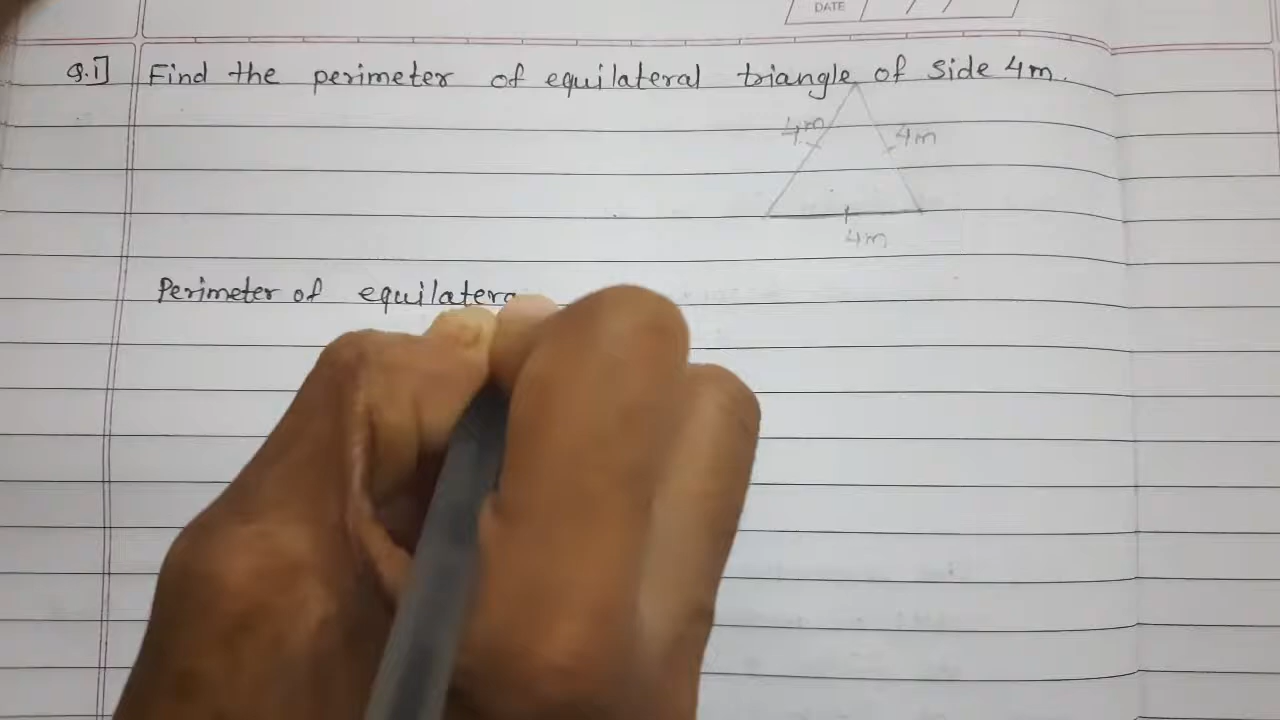 DATE
Q.1] Find the perimeter of equilateral triangle of side 4m.
4m 4m
4m
Perimeter of equilatera